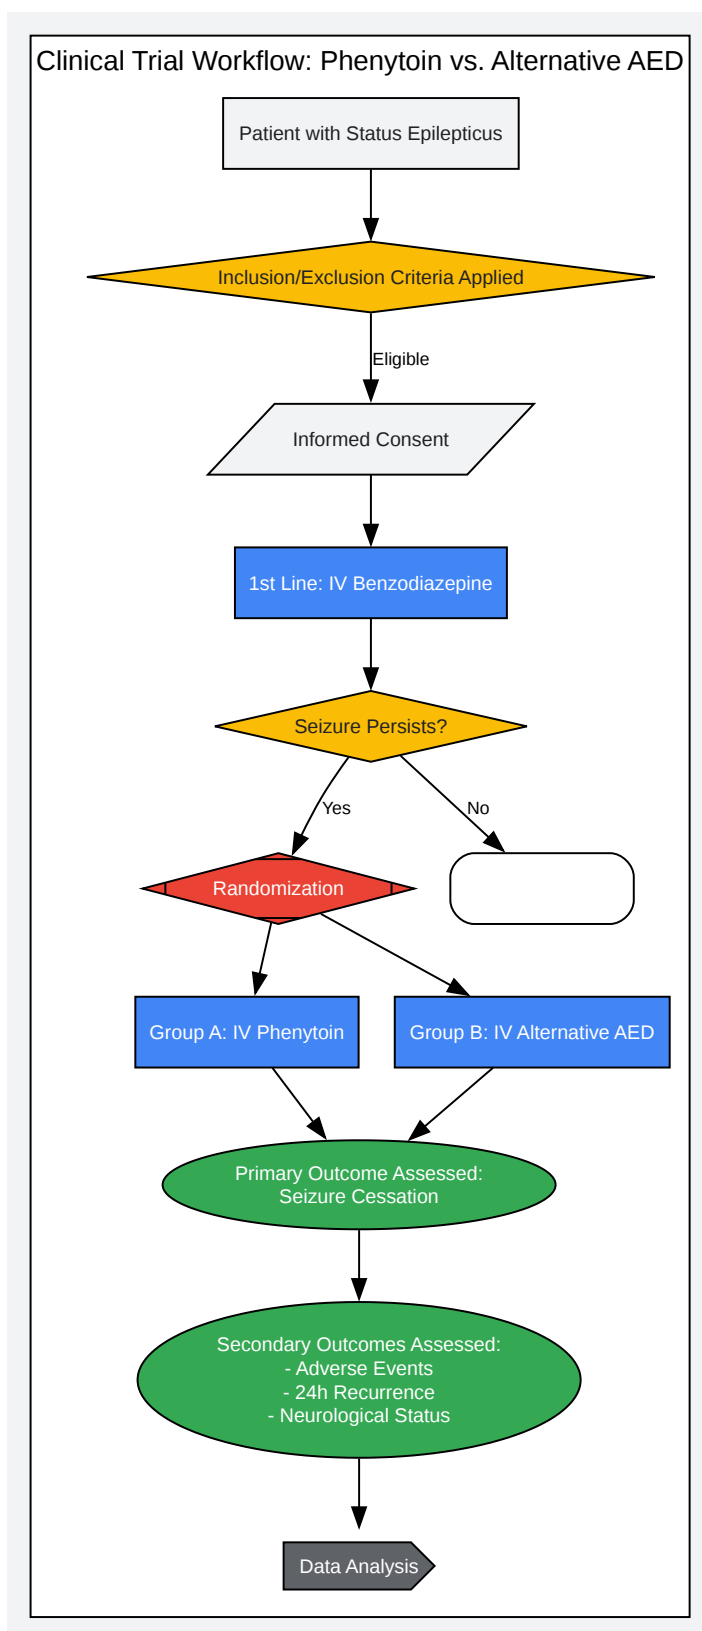 Clinical Trial Workflow: Phenytoin vs. Alternative AED
Patient with Status Epilepticus
Inclusion/Exclusion Criteria Applied
Eligible
Informed Consent
1st Line: IV Benzodiazepine
Seizure Persists?
Yes
No
Randomization
Group A: IV Phenytoin
Group B: IV Alternative AED
Primary Outcome Assessed:
Seizure Cessation
Secondary Outcomes Assessed:
- Adverse Events
- 24h Recurrence
- Neurological Status
Data Analysis